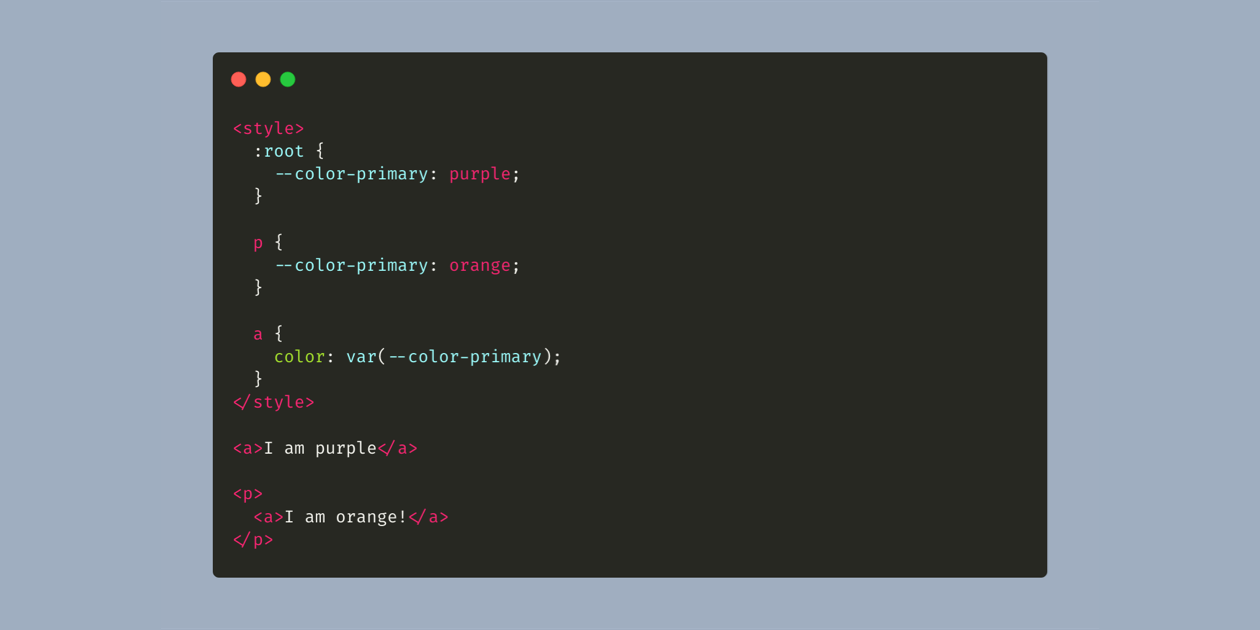 <style>
  :root {
    --color-primary: purple;
  }

  p {
    --color-primary: orange;
  }

  a {
    color: var(--color-primary);
  }
</style>

<a>I am purple</a>

<p>
  <a>I am orange!</a>
</p>